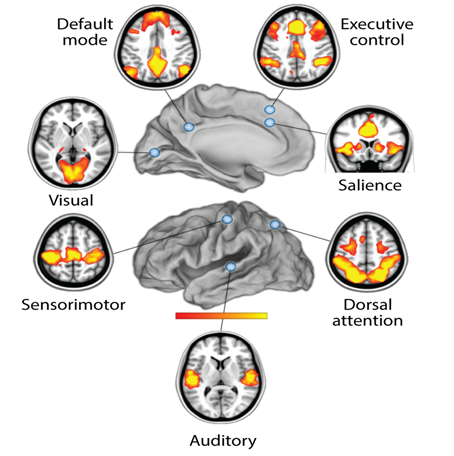 Default
mode
Executive
control
Visual
Salience
Sensorimotor
Dorsal
attention
Auditory